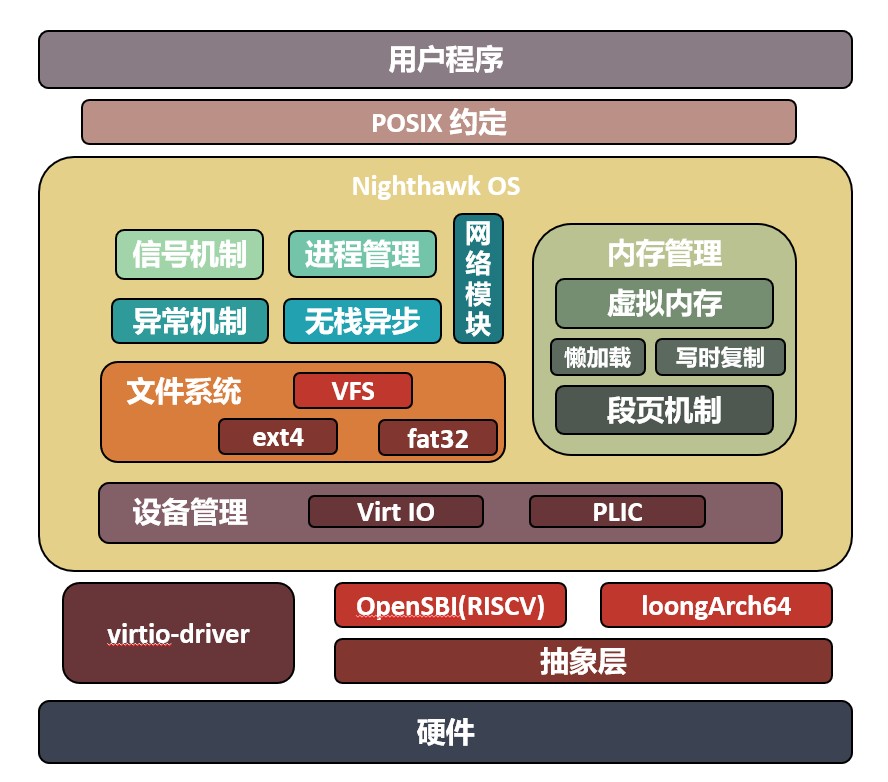 用户程序
POSIX 约定
Nighthawk OS
信号机制
进程管理
网络模块
异常机制
无栈异步
内存管理
虚拟内存
懒加载
写时复制
段页机制
文件系统
VFS
ext4
fat32
设备管理
Virt IO
PLIC
virtio-driver
OpenSBI(RISCV)
loongArch64
抽象层
硬件